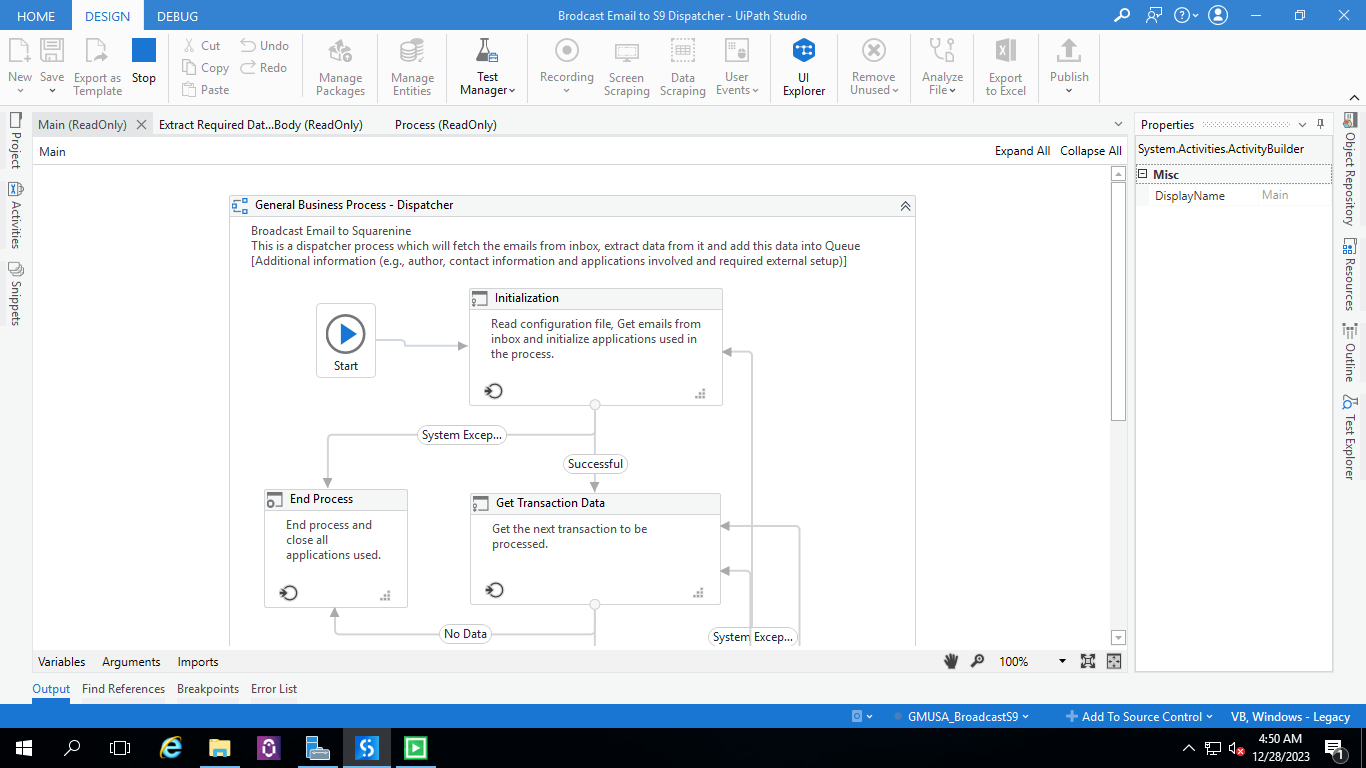 HOME
DESIGN
DEBUG
Brodcast Email to S9 Dispatcher - UiPath Studio
New
Save
Export as
Template
Stop
Cut
Copy
Paste
Undo
Redo
Manage
Packages
Manage
Entities
Test
Manager
Recording
Screen
Scraping
Data
Scraping
User
Events
UI
Explorer
Remove
Unused
Analyze
File
Export
to Excel
Publish
Main (ReadOnly)
Extract Required Dat...Body (ReadOnly)
Process (ReadOnly)
Main
Expand All
Collapse All
Project
Activities
Snippets
General Business Process - Dispatcher
Broadcast Email to Squarenine
This is a dispatcher process which will fetch the emails from inbox, extract data from it and add this data into Queue
[Additional information (e.g., author, contact information and applications involved and required external setup)]
Start
Initialization
Read configuration file, Get emails from
inbox and initialize applications used in
the process.
System Excep...
Successful
End Process
End process and
close all
applications used.
Get Transaction Data
Get the next transaction to be
processed.
No Data
System Excep...
Properties
System.Activities.ActivityBuilder
Misc
DisplayName
Main
Object Repository
Resources
Outline
Test Explorer
Variables
Arguments
Imports
100%
Output
Find References
Breakpoints
Error List
GMUSA_BroadcastS9
Add To Source Control
VB, Windows - Legacy
4:50 AM
12/28/2023
1